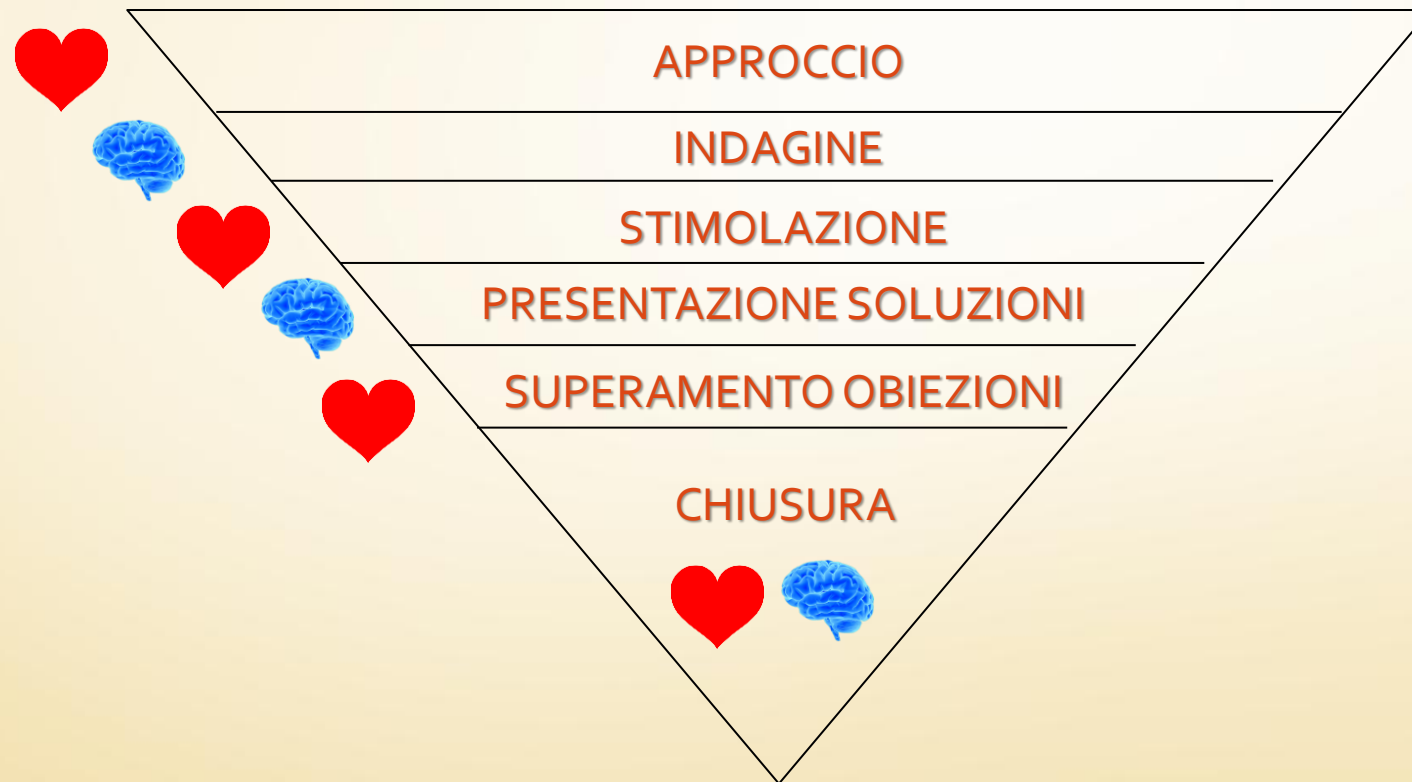 APPROCCIO
INDAGINE
STIMOLAZIONE
PRESENTAZIONE SOLUZIONI
SUPERAMENTO OBIEZIONI
CHIUSURA